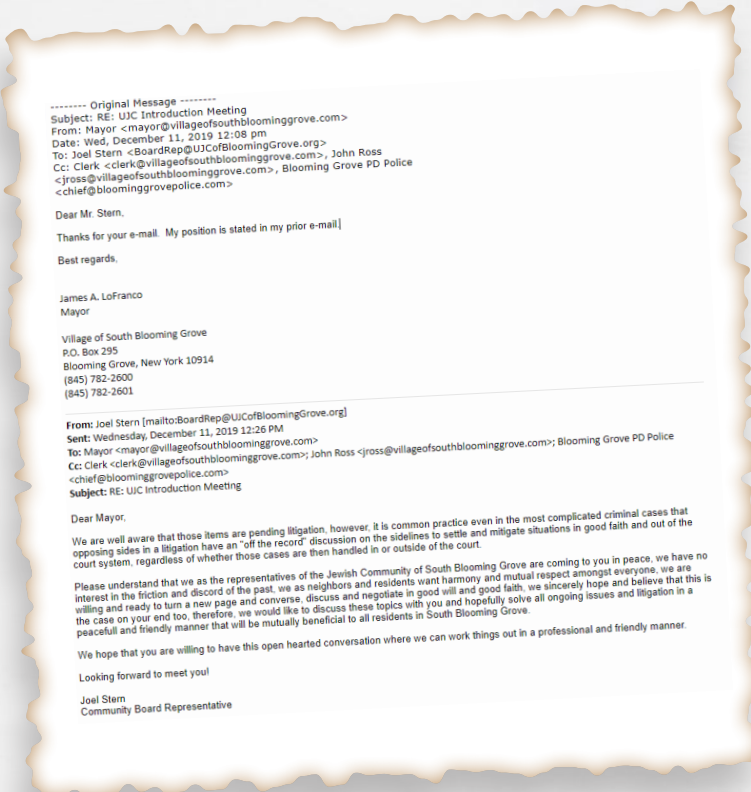 -------- Original Message --------
Subject: RE: UJC Introduction Meeting
From: Mayor <mayor@villageofsouthbloominggrove.com>
Date: Wed, December 11, 2019 12:08 pm
To: Joel Stern <BoardRep@UJCofBloomingGrove.org>
Cc: Clerk <clerk@villageofsouthbloominggrove.com>, John Ross
<jross@villageofsouthbloominggrove.com>, Blooming Grove PD Police
<chief@bloominggrovepolice.com>
Dear Mr. Stern,
Thanks for your e-mail.  My position is stated in my prior e-mail.
Best regards,
James A. LoFranco
Mayor
Village of South Blooming Grove
P.O. Box 295
Blooming Grove, New York 10914
(845) 782-2600
(845) 782-2601
From: Joel Stern [mailto:BoardRep@UJCofBloomingGrove.org]
Sent: Wednesday, December 11, 2019 12:26 PM
To: Mayor <mayor@villageofsouthbloominggrove.com>
Cc: Clerk <clerk@villageofsouthbloominggrove.com>; John Ross <jross@villageofsouthbloominggrove.com>; Blooming Grove PD Police
<chief@bloominggrovepolice.com>
Subject: RE: UJC Introduction Meeting
Dear Mayor,
We are well aware that those items are pending litigation, however, it is common practice even in the most complicated criminal cases that
opposing sides in a litigation have an "off the record" discussion on the sidelines to settle and mitigate situations in good faith and out of the
court system, regardless of whether those cases are then handled in or outside of the court.
Please understand that we as the representatives of the Jewish Community of South Blooming Grove are coming to you in peace, we have no
interest in the friction and discord of the past, we as neighbors and residents want harmony and mutual respect amongst everyone, we are
willing and ready to turn a new page and converse, discuss and negotiate in good will and good faith, we sincerely hope and believe that this is
the case on your end too, therefore, we would like to discuss these topics with you and hopefully solve all ongoing issues and litigation in a
peacefull and friendly manner that will be mutually beneficial to all residents in South Blooming Grove.
We hope that you are willing to have this open hearted conversation where we can work things out in a professional and friendly manner.
Looking forward to meet you!
Joel Stern
Community Board Representative